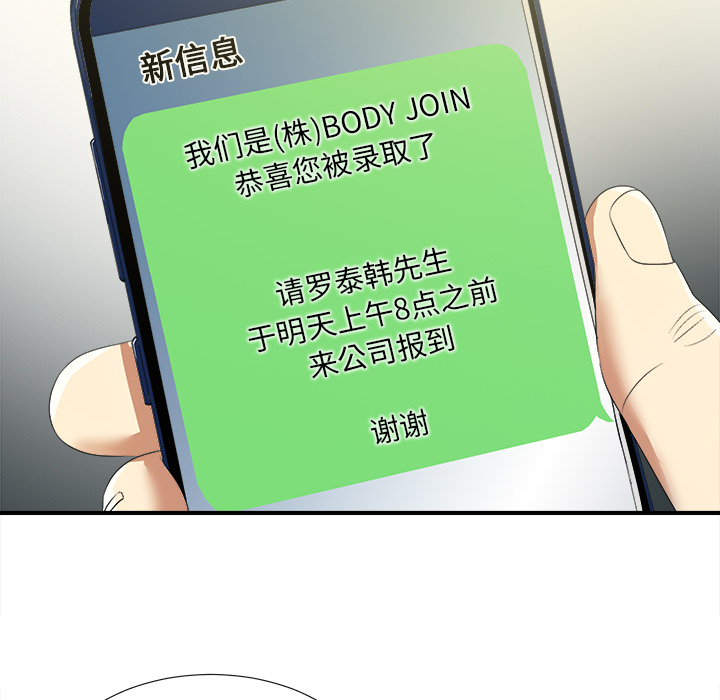 新信息
我们是(株)BODY JOIN
恭喜您被录取了
请罗泰韩先生
于明天上午8点之前
来公司报到
谢谢